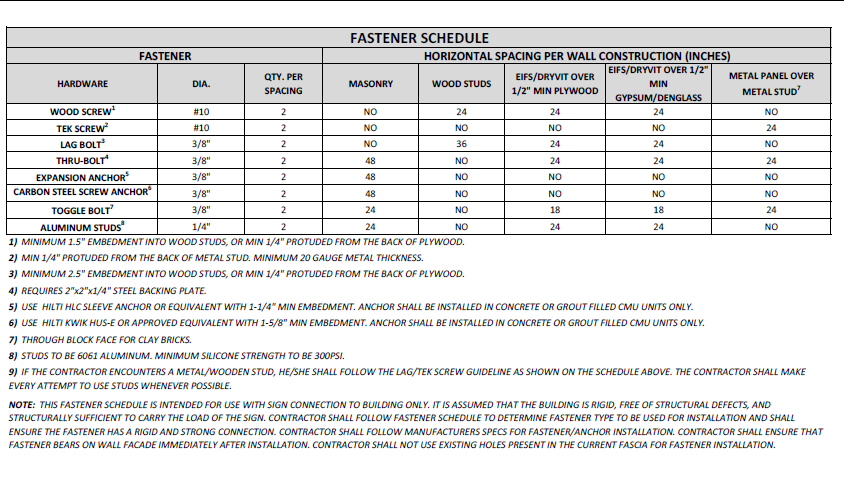 FASTENER SCHEDULE
FASTENER HORIZONTAL SPACING PER WALL CONSTRUCTION (INCHES)
HARDWARE DIA. QTY. PER SPACING MASONRY WOOD STUDS EIFS/DRYVIT OVER 1/2" MIN PLYWOOD EIFS/DRYVIT OVER 1/2" MIN GYPSUM/DENGLASS METAL PANEL OVER METAL STUD7
WOOD SCREW1 #10 2 NO 24 24 24 NO
TEK SCREW2 #10 2 NO NO NO NO 24
LAG BOLT3 3/8" 2 NO 36 24 24 NO
THRU-BOLT4 3/8" 2 48 NO 24 24 24
EXPANSION ANCHOR5 3/8" 2 48 NO NO NO NO
CARBON STEEL SCREW ANCHOR6 3/8" 2 48 NO NO NO NO
TOGGLE BOLT7 3/8" 2 24 NO 18 18 24
ALUMINUM STUDS8 1/4" 2 24 NO 24 24 NO
1) MINIMUM 1.5" EMBEDMENT INTO WOOD STUDS, OR MIN 1/4" PROTUDED FROM THE BACK OF PLYWOOD.
2) MIN 1/4" PROTUDED FROM THE BACK OF METAL STUD. MINIMUM 20 GAUGE METAL THICKNESS.
3) MINIMUM 2.5" EMBEDMENT INTO WOOD STUDS, OR MIN 1/4" PROTUDED FROM THE BACK OF PLYWOOD.
4) REQUIRES 2"x2"x1/4" STEEL BACKING PLATE.
5) USE HILTI HLC SLEEVE ANCHOR OR EQUIVALENT WITH 1-1/4" MIN EMBEDMENT. ANCHOR SHALL BE INSTALLED IN CONCRETE OR GROUT FILLED CMU UNITS ONLY.
6) USE HILTI KWIK HUS-E OR APPROVED EQUIVALENT WITH 1-5/8" MIN EMBEDMENT. ANCHOR SHALL BE INSTALLED IN CONCRETE OR GROUT FILLED CMU UNITS ONLY.
7) THROUGH BLOCK FACE FOR CLAY BRICKS.
8) STUDS TO BE 6061 ALUMINUM. MINIMUM SILICONE STRENGTH TO BE 300PSI.
9) IF THE CONTRACTOR ENCOUNTERS A METAL/WOODEN STUD, HE/SHE SHALL FOLLOW THE LAG/TEK SCREW GUIDELINE AS SHOWN ON THE SCHEDULE ABOVE. THE CONTRACTOR SHALL MAKE
EVERY ATTEMPT TO USE STUDS WHENEVER POSSIBLE.
NOTE: THIS FASTENER SCHEDULE IS INTENDED FOR USE WITH SIGN CONNECTION TO BUILDING ONLY. IT IS ASSUMED THAT THE BUILDING IS RIGID, FREE OF STRUCTURAL DEFECTS, AND
STRUCTURALLY SUFFICIENT TO CARRY THE LOAD OF THE SIGN. CONTRACTOR SHALL FOLLOW FASTENER SCHEDULE TO DETERMINE FASTENER TYPE TO BE USED FOR INSTALLATION AND SHALL
ENSURE THE FASTENER HAS A RIGID AND STRONG CONNECTION. CONTRACTOR SHALL FOLLOW MANUFACTURERS SPECS FOR FASTENER/ANCHOR INSTALLATION. CONTRACTOR SHALL ENSURE THAT
FASTENER BEARS ON WALL FACADE IMMEDIATELY AFTER INSTALLATION. CONTRACTOR SHALL NOT USE EXISTING HOLES PRESENT IN THE CURRENT FASCIA FOR FASTENER INSTALLATION.